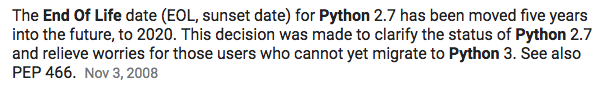 The End Of Life date (EOL, sunset date) for Python 2.7 has been moved five years
into the future, to 2020. This decision was made to clarify the status of Python 2.7
and relieve worries for those users who cannot yet migrate to Python 3. See also
PEP 466. Nov 3, 2008